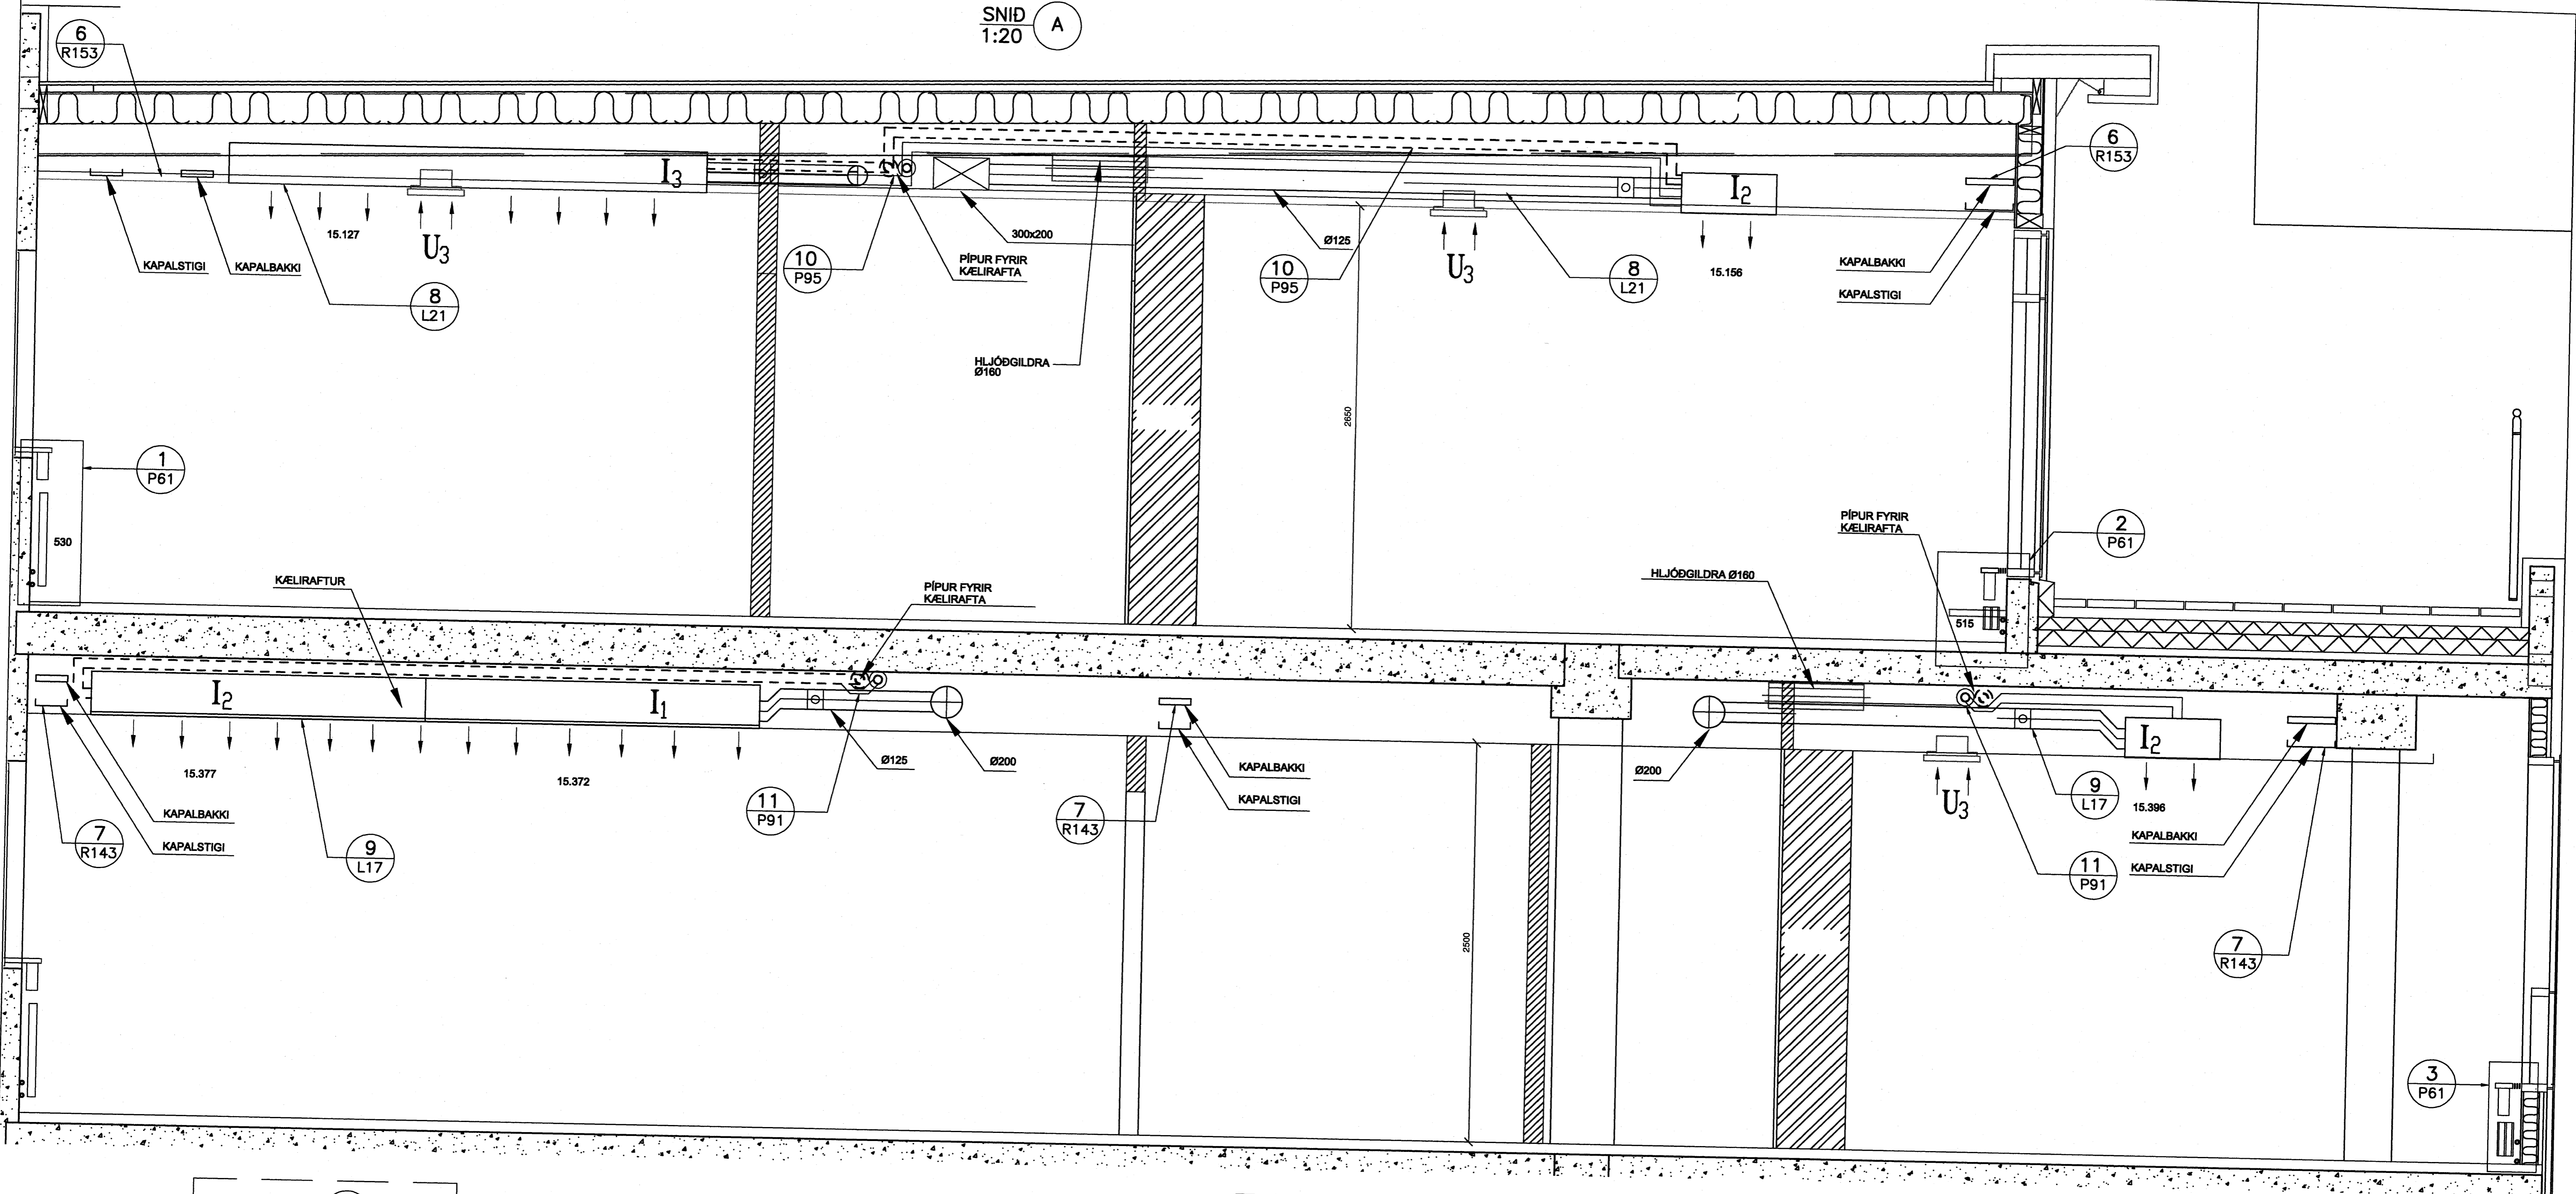 SNIÐ
1:20
A
6
R153
I3
15.127
U3
KAPALSTIGI
KAPALBAKKI
8
L21
10
P95
PÍPUR FYRIR
KÆLIRAFTA
300x200
HLJÓÐGILDRA
Ø160
10
P95
Ø125
2650
U3
8
L21
I2
15.156
6
R153
KAPALBAKKI
KAPALSTIGI
1
P61
530
2
P61
515
KÆLIRAFTUR
PÍPUR FYRIR
KÆLIRAFTA
HLJÓÐGILDRA Ø160
PÍPUR FYRIR
KÆLIRAFTA
I2
I1
15.377
15.372
KAPALBAKKI
KAPALSTIGI
7
R143
9
L17
11
P91
Ø125
Ø200
7
R143
KAPALBAKKI
KAPALSTIGI
2500
Ø200
U3
I2
9
L17
15.396
KAPALBAKKI
KAPALSTIGI
11
P91
7
R143
3
P61